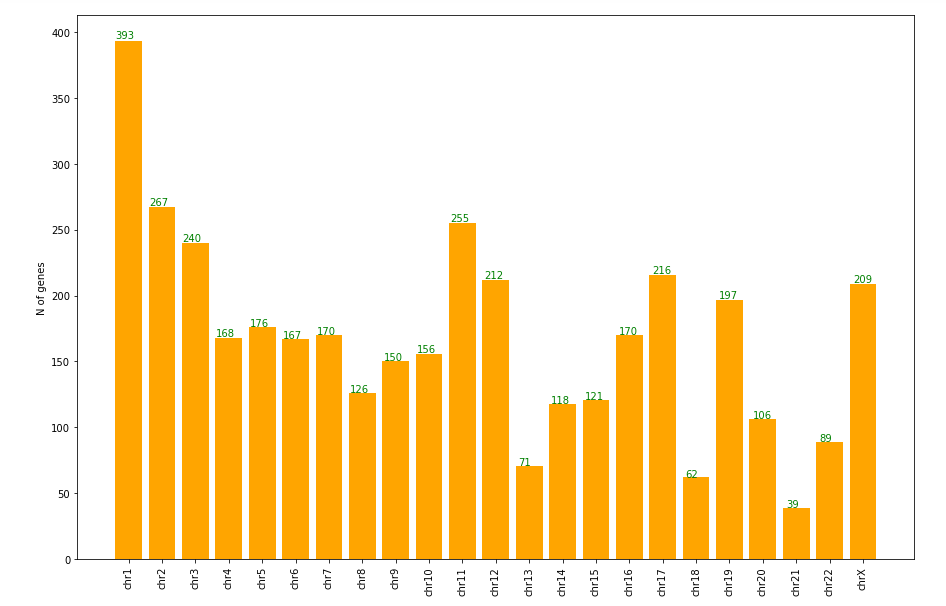 400
350
300
250
200
150
100
50
0
N of genes
393
267
240
168
176
167
170
126
150
156
255
212
71
118
121
170
216
62
197
106
39
89
209
chr1
chr2
chr3
chr4
chr5
chr6
chr7
chr8
chr9
chr10
chr11
chr12
chr13
chr14
chr15
chr16
chr17
chr18
chr19
chr20
chr21
chr22
chrX